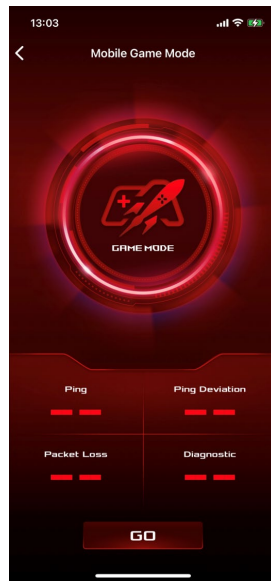 13:03
Mobile Game Mode
GAME MODE
Ping
Ping Deviation
-- --
-- --
Packet Loss
Diagnostic
-- --
-- --
GO